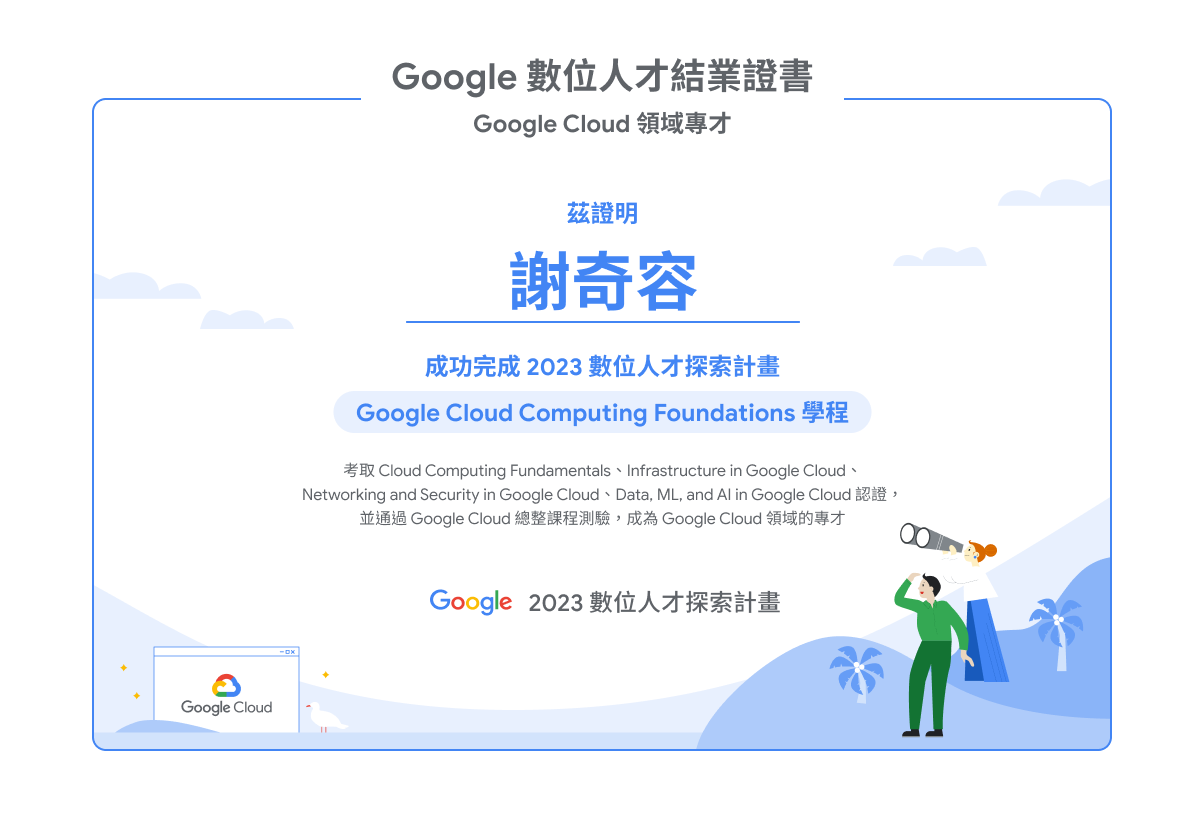 Google 數位人才結業證書
Google Cloud 領域專才
茲證明
謝奇容
成功完成 2023 數位人才探索計畫
Google Cloud Computing Foundations 學程
考取 Cloud Computing Fundamentals、Infrastructure in Google Cloud、
Networking and Security in Google Cloud、Data, ML, and AI in Google Cloud 認證，
並通過 Google Cloud 總整課程測驗，成為 Google Cloud 領域的專才
Google 2023 數位人才探索計畫
Google Cloud